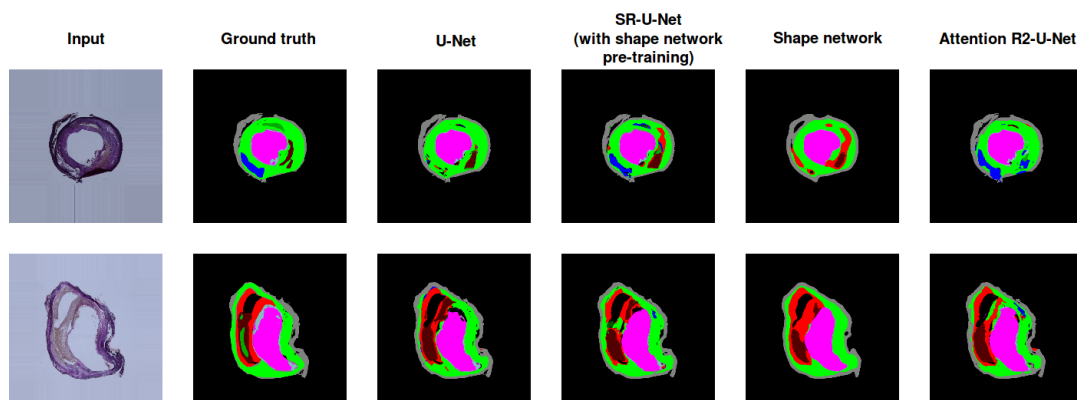 Input
Ground truth
U-Net
SR-U-Net
(with shape network
pre-training)
Shape network
Attention R2-U-Net